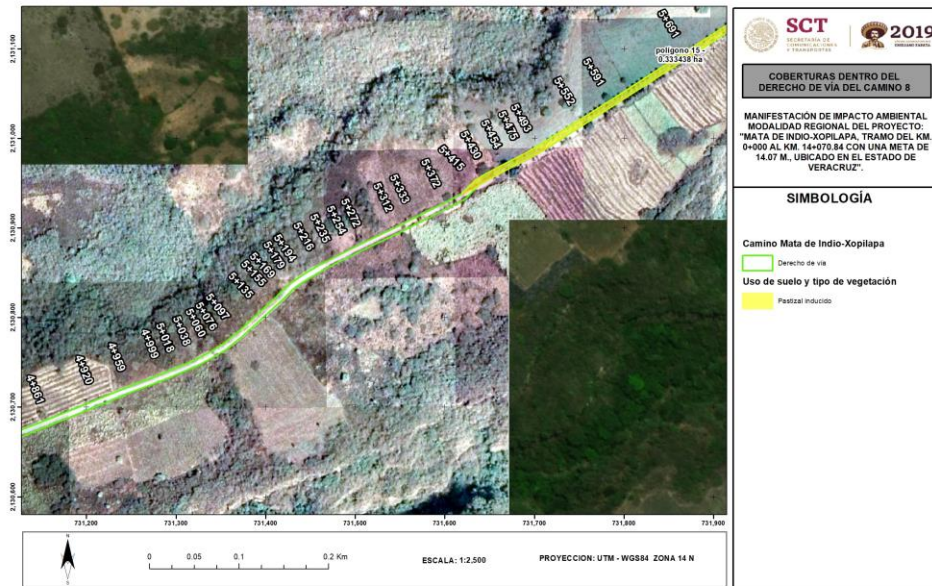 2,131,100
2,131,000
2,130,900
2,130,800
2,130,700
2,130,600
731,200
731,300
731,400
731,500
731,600
731,700
731,800
731,900
4+861
4+920
4+959
4+999
5+018
5+038
5+060
5+076
5+097
5+135
5+155
5+169
5+179
5+194
5+216
5+235
5+254
5+272
5+312
5+333
5+372
5+415
5+430
5+454
5+475
5+493
5+552
5+591
5+691
polígono 15 -
0.333438 ha
0
0.05
0.1
0.2 Km
ESCALA: 1:2,500
PROYECCION: UTM - WGS84 ZONA 14 N
SCT
SECRETARÍA DE
COMUNICACIONES
Y TRANSPORTES
2019
EMILIANO ZAPATA
COBERTURAS DENTRO DEL
DERECHO DE VÍA DEL CAMINO 8
MANIFESTACIÓN DE IMPACTO AMBIENTAL
MODALIDAD REGIONAL DEL PROYECTO:
"MATA DE INDIO-XOPILAPA, TRAMO DEL KM.
0+000 AL KM. 14+070.84 CON UNA META DE
14.07 M., UBICADO EN EL ESTADO DE
VERACRUZ".
SIMBOLOGÍA
Camino Mata de Indio-Xopilapa
Derecho de vía
Uso de suelo y tipo de vegetación
Pastizal inducido